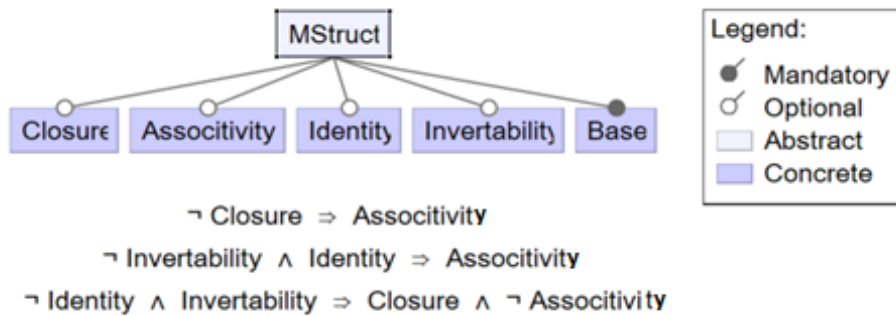 MStruct
Closure Associtivity Identity Invertability Base
Legend:
Mandatory
Optional
Abstract
Concrete
¬ Closure ⇒ Associtivity
¬ Invertability ∧ Identity ⇒ Associtivity
¬ Identity ∧ Invertability ⇒ Closure ∧ ¬ Associtivity